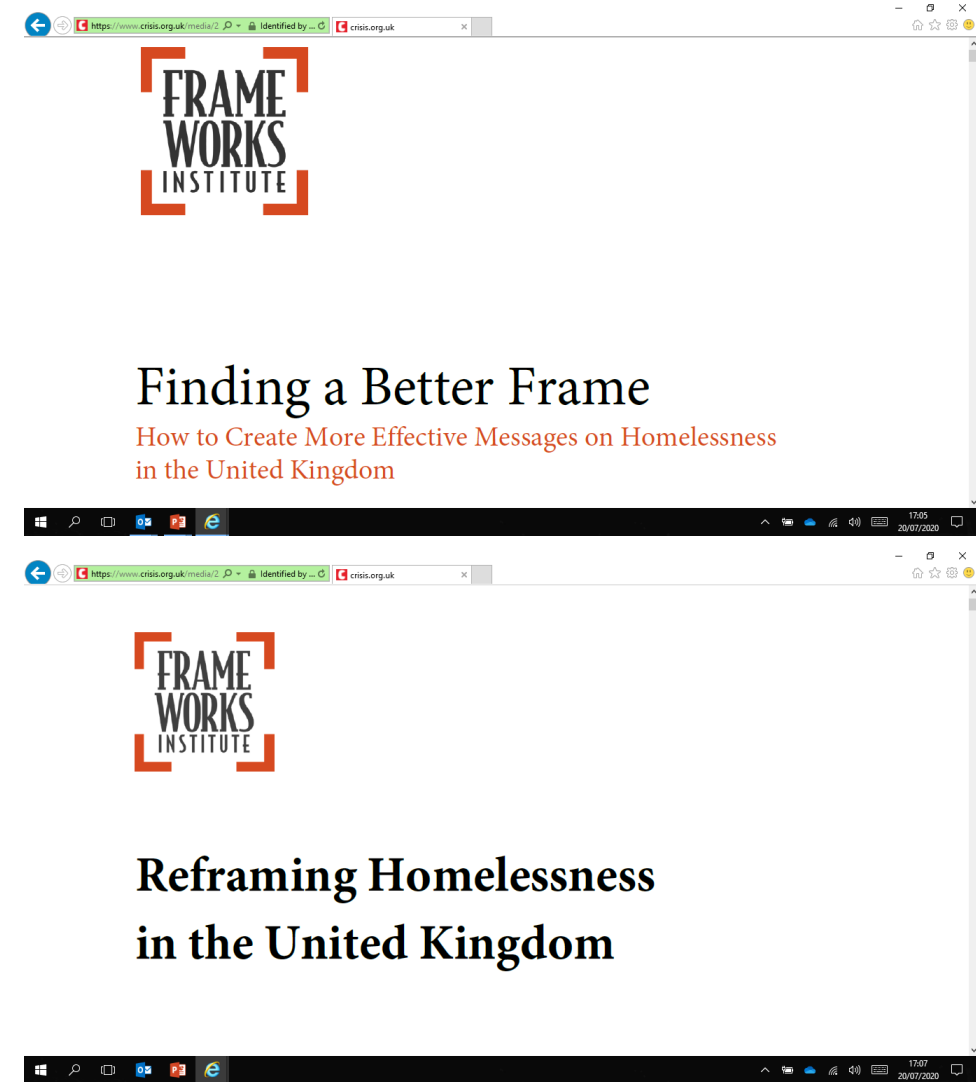 https://www.crisis.org.uk/media/2
Identified by ...
crisis.org.uk
FRAME
WORKS
INSTITUTE
Finding a Better Frame
How to Create More Effective Messages on Homelessness
in the United Kingdom
17:05
20/07/2020
https://www.crisis.org.uk/media/2
Identified by ...
crisis.org.uk
FRAME
WORKS
INSTITUTE
Reframing Homelessness
in the United Kingdom
17:07
20/07/2020